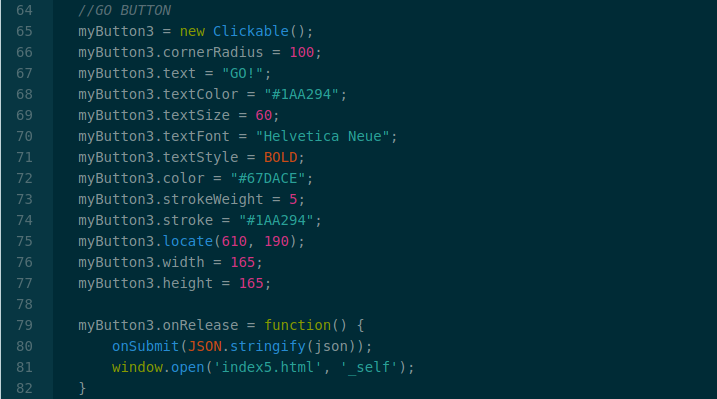 64 //GO BUTTON
65 myButton3 = new Clickable();
66 myButton3.cornerRadius = 100;
67 myButton3.text = "GO!";
68 myButton3.textColor = "#1AA294";
69 myButton3.textSize = 60;
70 myButton3.textFont = "Helvetica Neue";
71 myButton3.textStyle = BOLD;
72 myButton3.color = "#67DACE";
73 myButton3.strokeWeight = 5;
74 myButton3.stroke = "#1AA294";
75 myButton3.locate(610, 190);
76 myButton3.width = 165;
77 myButton3.height = 165;
78
79 myButton3.onRelease = function() {
80 onSubmit(JSON.stringify(json));
81 window.open('index5.html', '_self');
82 }